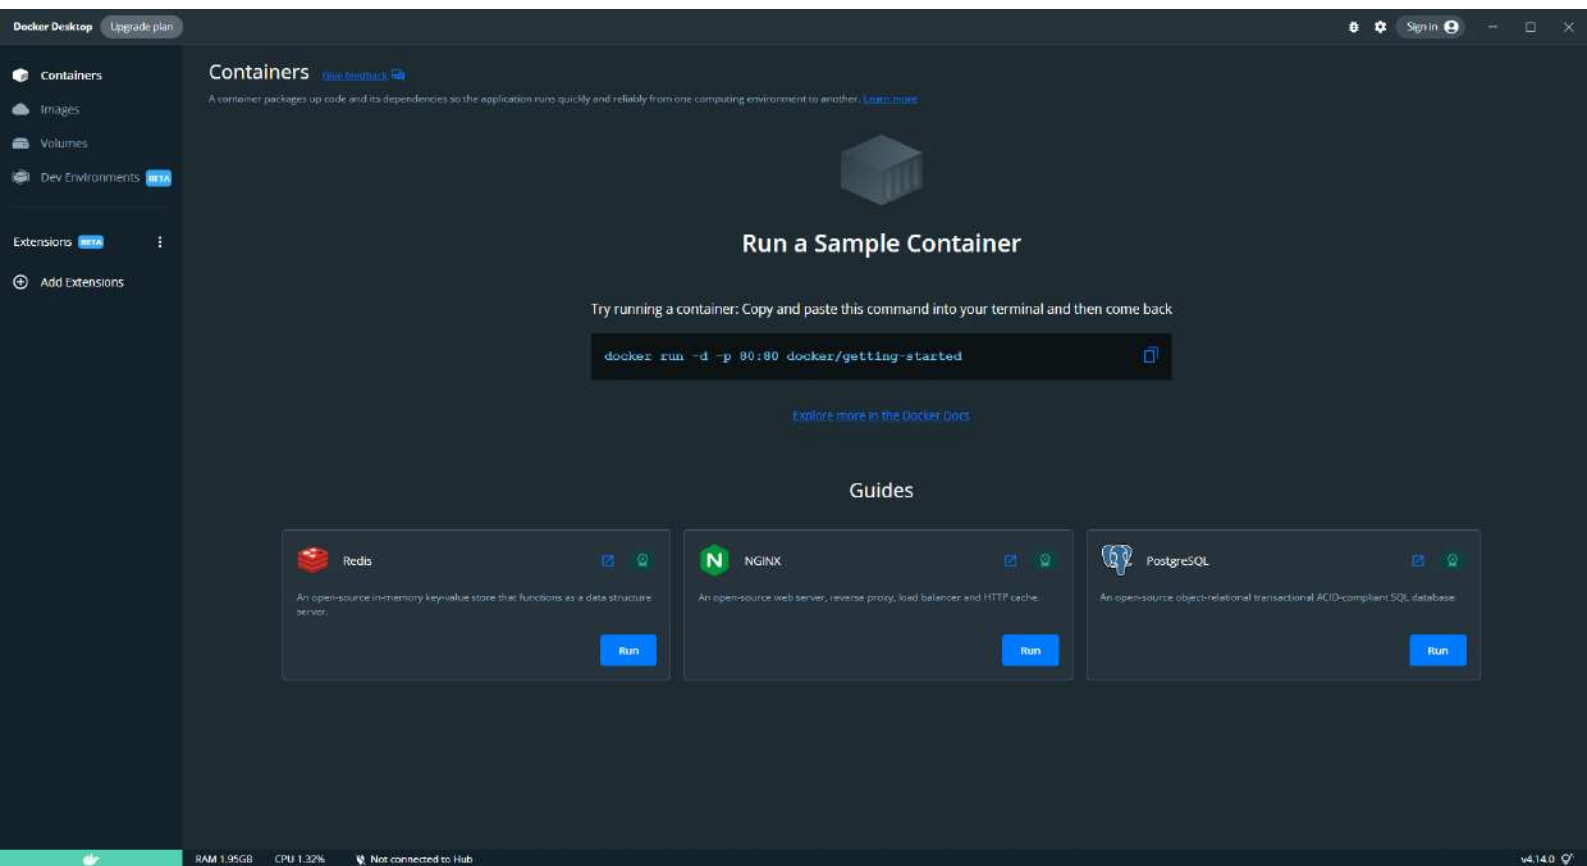 Docker Desktop Upgrade plan
Sign in
Containers
Images
Volumes
Dev Environments BETA
Extensions BETA
Add Extensions
Containers Give feedback
A container packages up code and its dependencies so the application runs quickly and reliably from one computing environment to another. Learn more
Run a Sample Container
Try running a container: Copy and paste this command into your terminal and then come back
docker run -d -p 80:80 docker/getting-started
Explore more in the Docker Docs
Guides
Redis
An open-source in-memory key-value store that functions as a data structure
server.
Run
NGINX
An open-source web server, reverse proxy, load balancer and HTTP cache.
Run
PostgreSQL
An open-source object-relational transactional ACID-compliant SQL database.
Run
RAM 1.95GB CPU 1.32% Not connected to Hub
v4.14.0